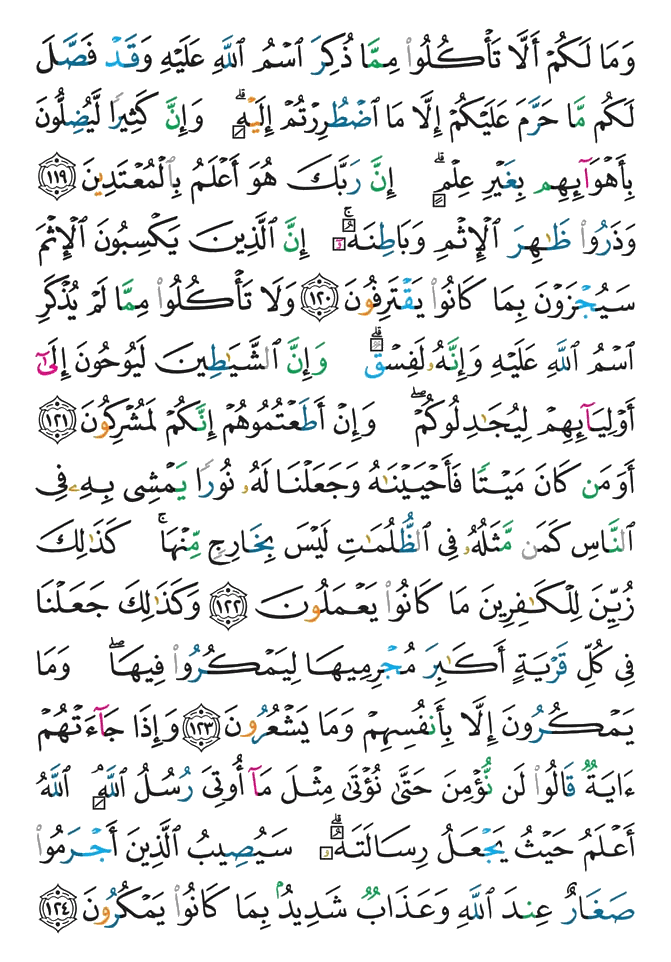 وَمَا لَكُمْ أَلَّا تَأْكُلُوا۟ مِمَّا ذُكِرَ ٱسْمُ ٱللَّهِ عَلَيْهِ وَقَدْ فَصَّلَ
لَكُم مَّا حَرَّمَ عَلَيْكُمْ إِلَّا مَا ٱضْطُرِرْتُمْ إِلَيْهِ ۗ وَإِنَّ كَثِيرًا لَّيُضِلُّونَ
بِأَهْوَآئِهِم بِغَيْرِ عِلْمٍ ۗ إِنَّ رَبَّكَ هُوَ أَعْلَمُ بِٱلْمُعْتَدِينَ ١١٩
وَذَرُوا۟ ظَـٰهِرَ ٱلْإِثْمِ وَبَاطِنَهُۥٓ ۚ إِنَّ ٱلَّذِينَ يَكْسِبُونَ ٱلْإِثْمَ
سَيُجْزَوْنَ بِمَا كَانُوا۟ يَقْتَرِفُونَ ١٢٠ وَلَا تَأْكُلُوا۟ مِمَّا لَمْ يُذْكَرِ
ٱسْمُ ٱللَّهِ عَلَيْهِ وَإِنَّهُۥ لَفِسْقٌ ۗ وَإِنَّ ٱلشَّيَـٰطِينَ لَيُوحُونَ إِلَىٰٓ
أَوْلِيَآئِهِمْ لِيُجَـٰدِلُوكُمْ ۖ وَإِنْ أَطَعْتُمُوهُمْ إِنَّكُمْ لَمُشْرِكُونَ ١٢١
أَوَمَن كَانَ مَيْتًا فَأَحْيَيْنَـٰهُ وَجَعَلْنَا لَهُۥ نُورًا يَمْشِى بِهِۦ فِى
ٱلنَّاسِ كَمَن مَّثَلُهُۥ فِى ٱلظُّلُمَـٰتِ لَيْسَ بِخَارِجٍ مِّنْهَا ۚ كَذَٰلِكَ
زُيِّنَ لِلْكَـٰفِرِينَ مَا كَانُوا۟ يَعْمَلُونَ ١٢٢ وَكَذَٰلِكَ جَعَلْنَا
فِى كُلِّ قَرْيَةٍ أَكَـٰبِرَ مُجْرِمِيهَا لِيَمْكُرُوا۟ فِيهَا ۖ وَمَا
يَمْكُرُونَ إِلَّا بِأَنفُسِهِمْ وَمَا يَشْعُرُونَ ١٢٣ وَإِذَا جَآءَتْهُمْ
ءَايَةٌ قَالُوا۟ لَن نُّؤْمِنَ حَتَّىٰ نُؤْتَىٰ مِثْلَ مَآ أُوتِىَ رُسُلُ ٱللَّهِ ۘ ٱللَّهُ
أَعْلَمُ حَيْثُ يَجْعَلُ رِسَالَتَهُۥ ۗ سَيُصِيبُ ٱلَّذِينَ أَجْرَمُوا۟
صَغَارٌ عِندَ ٱللَّهِ وَعَذَابٌ شَدِيدٌۢ بِمَا كَانُوا۟ يَمْكُرُونَ ١٢٤